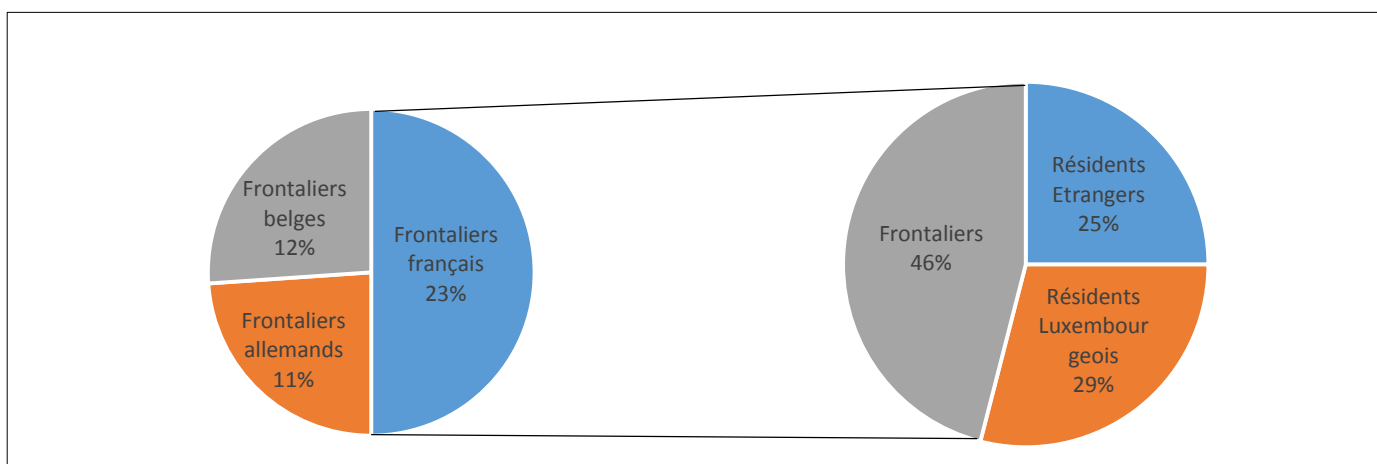 Frontaliers
belges
12%
Frontaliers
français
23%
Frontaliers
allemands
11%
Frontaliers
46%
Résidents
Etrangers
25%
Résidents
Luxembour
geois
29%